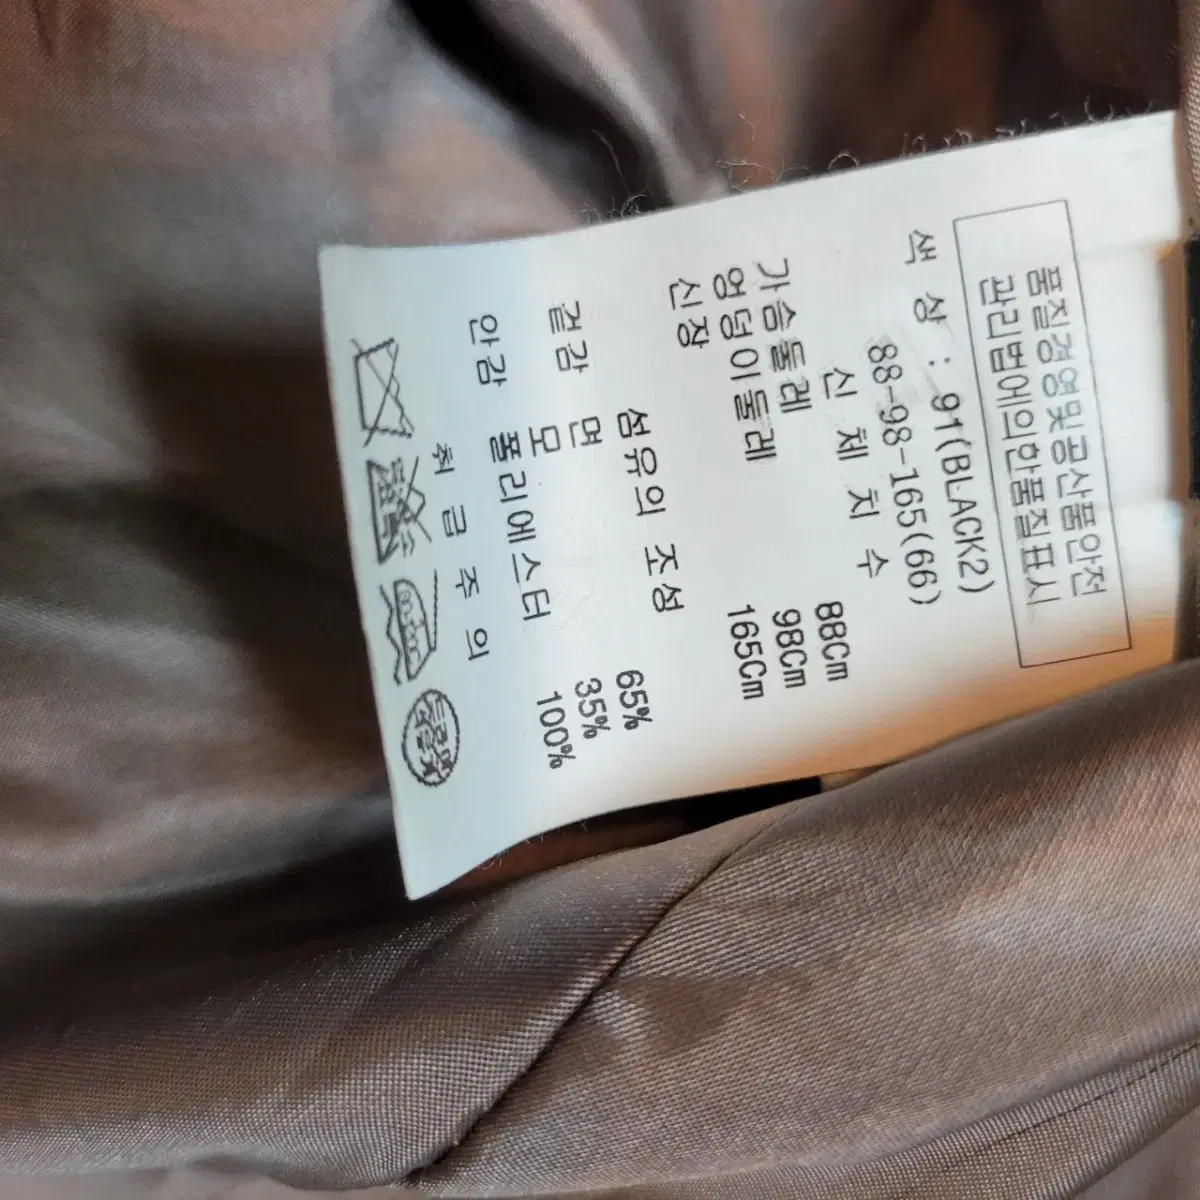 품질경영및공산품안전
관리법에의한품질표시
색 상 : 91(BLACK2)
88-98-165(66)
신 체 치 수
가슴둘레 88Cm
엉덩이둘레 98Cm
신장 165Cm
섬유의 조성
겉감 면 65%
모 35%
안감 폴리에스터 100%
취 급 주 의
드라이